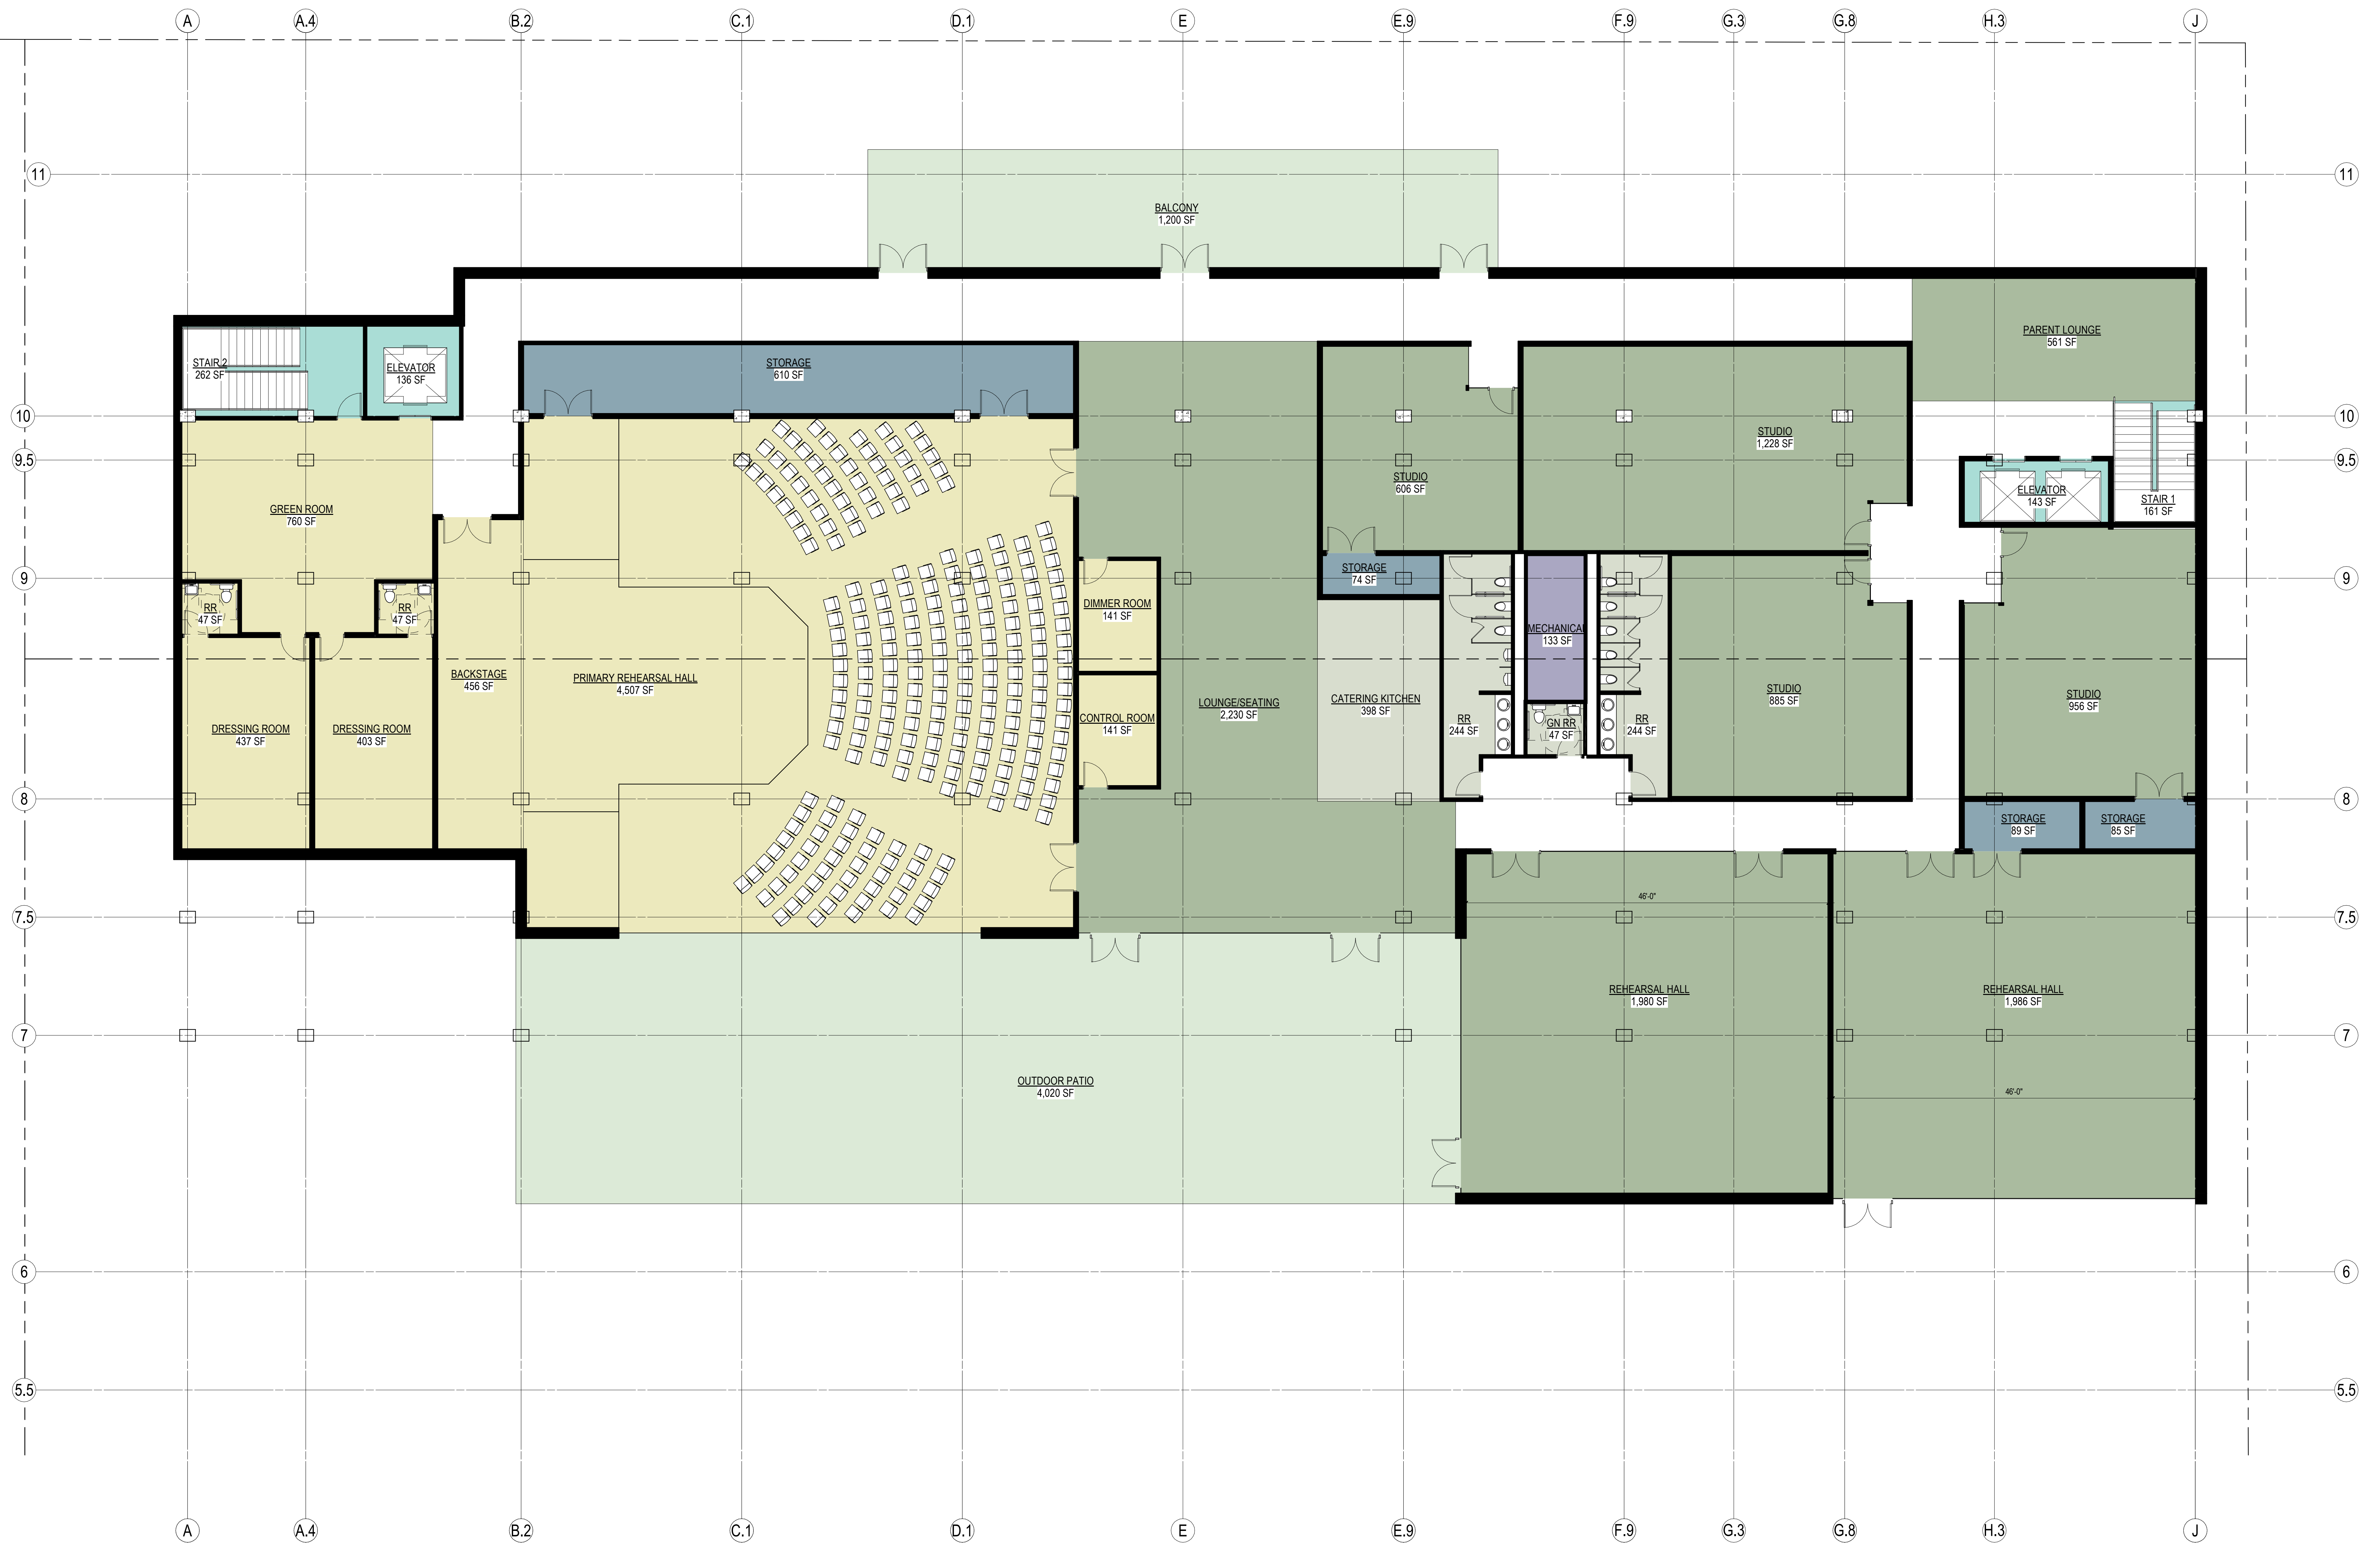 A
A.4
B.2
C.1
D.1
E
E.9
F.9
G.3
G.8
H.3
J
11
11
BALCONY
1,200 SF
PARENT LOUNGE
561 SF
STAIR 2
262 SF
ELEVATOR
136 SF
STORAGE
610 SF
10
10
STUDIO
1,228 SF
9.5
9.5
STUDIO
606 SF
ELEVATOR
143 SF
STAIR 1
161 SF
GREEN ROOM
760 SF
9
9
STORAGE
74 SF
RR
47 SF
RR
47 SF
DIMMER ROOM
141 SF
MECHANICAL
133 SF
BACKSTAGE
456 SF
PRIMARY REHEARSAL HALL
4,507 SF
STUDIO
885 SF
STUDIO
956 SF
LOUNGE/SEATING
2,230 SF
CATERING KITCHEN
398 SF
CONTROL ROOM
141 SF
RR
244 SF
GN RR
47 SF
RR
244 SF
DRESSING ROOM
437 SF
DRESSING ROOM
403 SF
8
8
STORAGE
89 SF
STORAGE
85 SF
46'-0"
7.5
7.5
REHEARSAL HALL
1,980 SF
REHEARSAL HALL
1,986 SF
7
7
OUTDOOR PATIO
4,020 SF
46'-0"
6
6
5.5
5.5
A
A.4
B.2
C.1
D.1
E
E.9
F.9
G.3
G.8
H.3
J